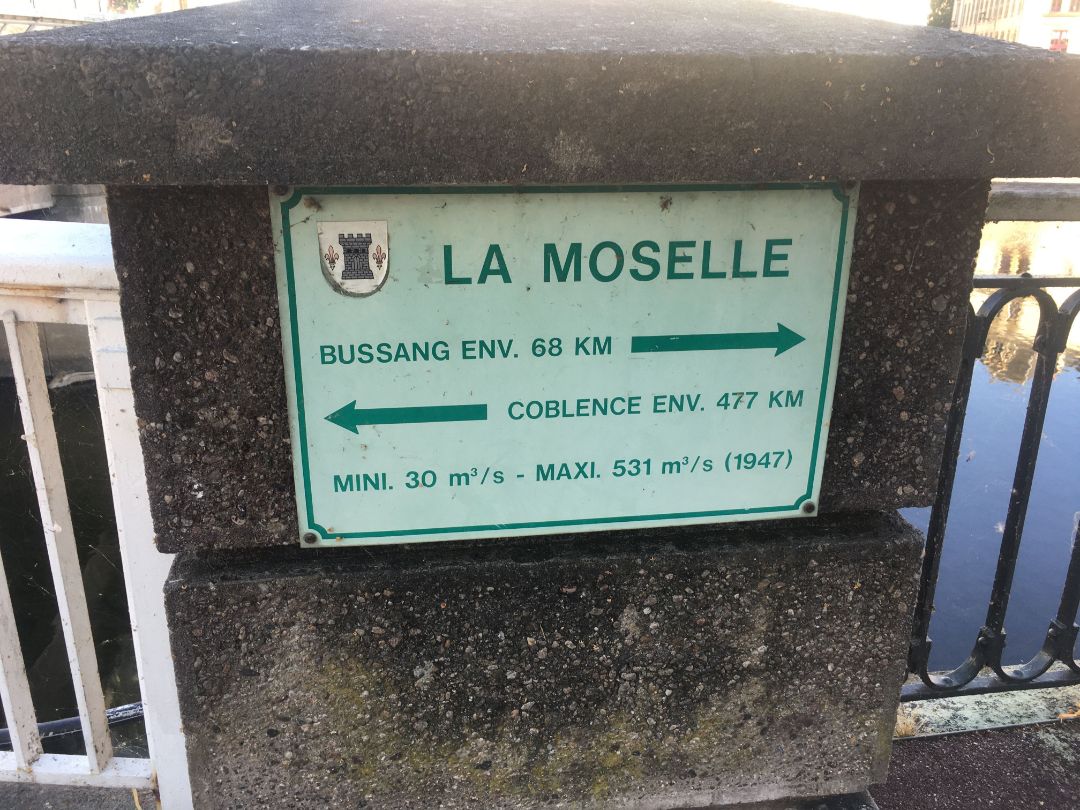 LA MOSELLE
BUSSANG ENV. 68 KM
COBLENCE ENV. 477 KM
MINI. 30 m³/s - MAXI. 531 m³/s (1947)